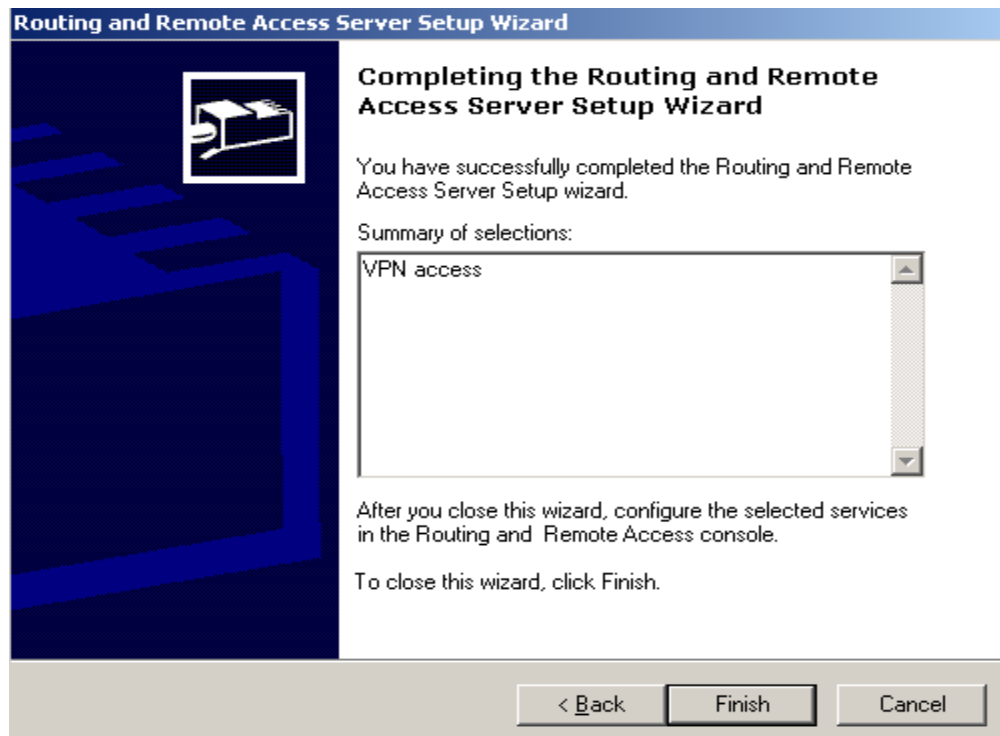 Routing and Remote Access Server Setup Wizard
Completing the Routing and Remote
Access Server Setup Wizard
You have successfully completed the Routing and Remote
Access Server Setup wizard.
Summary of selections:
VPN access
After you close this wizard, configure the selected services
in the Routing and  Remote Access console.
To close this wizard, click Finish.
< Back
Finish
Cancel